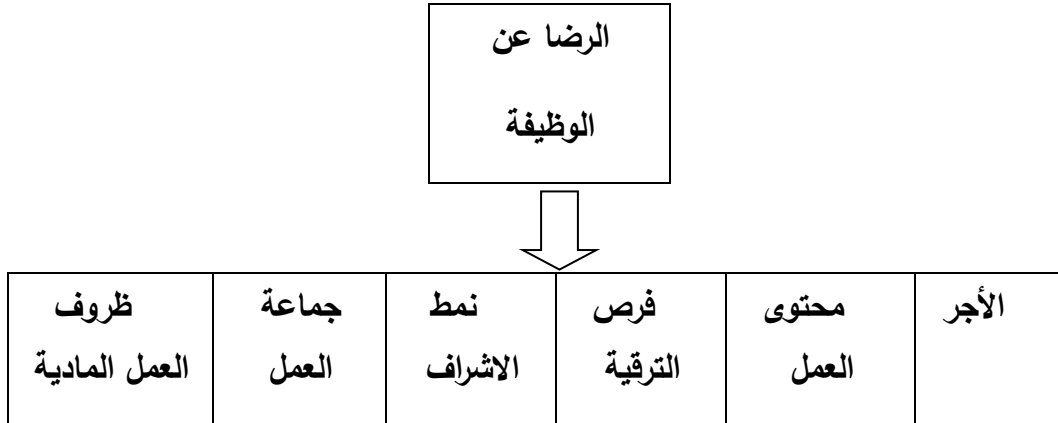 الرضا عن
الوظيفة
الأجر
محتوى
العمل
فرص
الترقية
نمط
الاشراف
جماعة
العمل
ظروف
العمل المادية